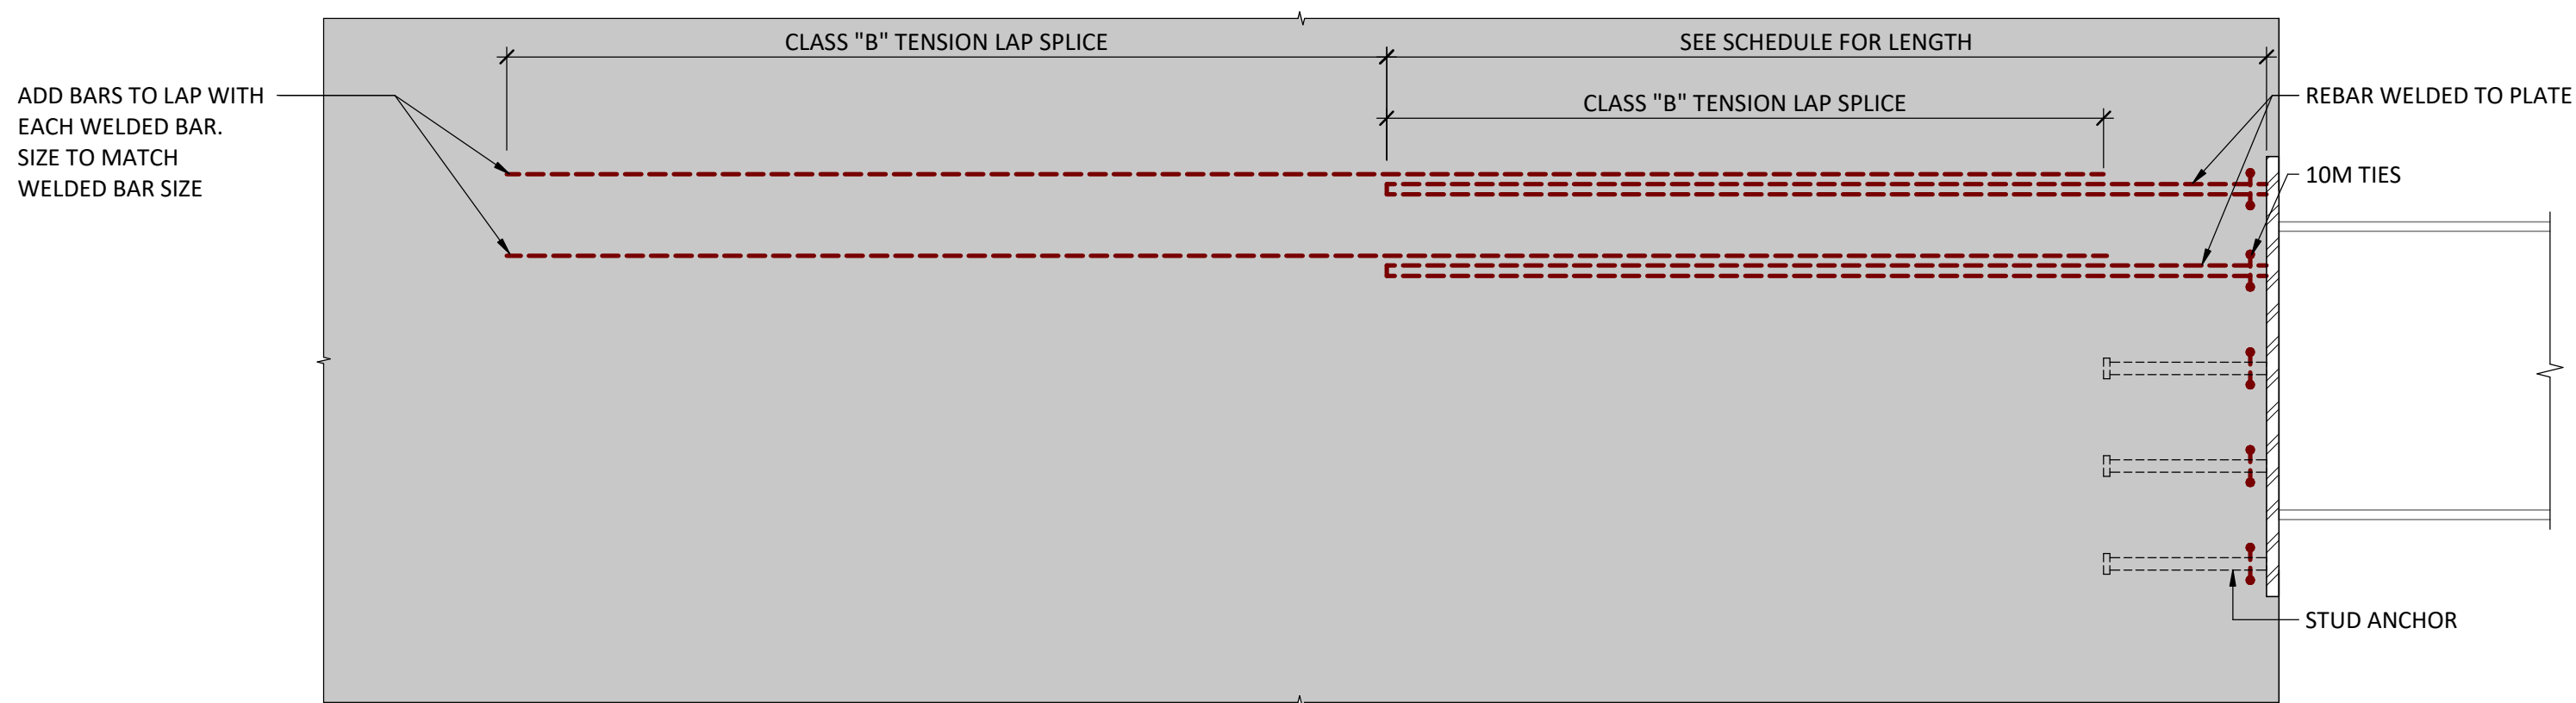 CLASS "B" TENSION LAP SPLICE
SEE SCHEDULE FOR LENGTH
CLASS "B" TENSION LAP SPLICE
ADD BARS TO LAP WITH
EACH WELDED BAR.
SIZE TO MATCH
WELDED BAR SIZE
REBAR WELDED TO PLATE
10M TIES
STUD ANCHOR